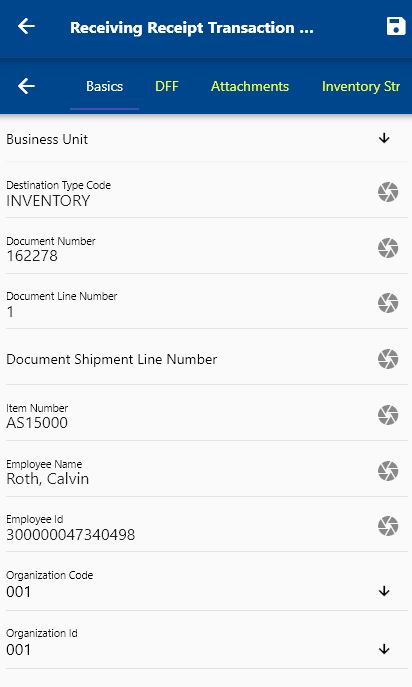 Receiving Receipt Transaction ...
Basics DFF Attachments Inventory Str
Business Unit
Destination Type Code
INVENTORY
Document Number
162278
Document Line Number
1
Document Shipment Line Number
Item Number
AS15000
Employee Name
Roth, Calvin
Employee Id
300000047340498
Organization Code
001
Organization Id
001